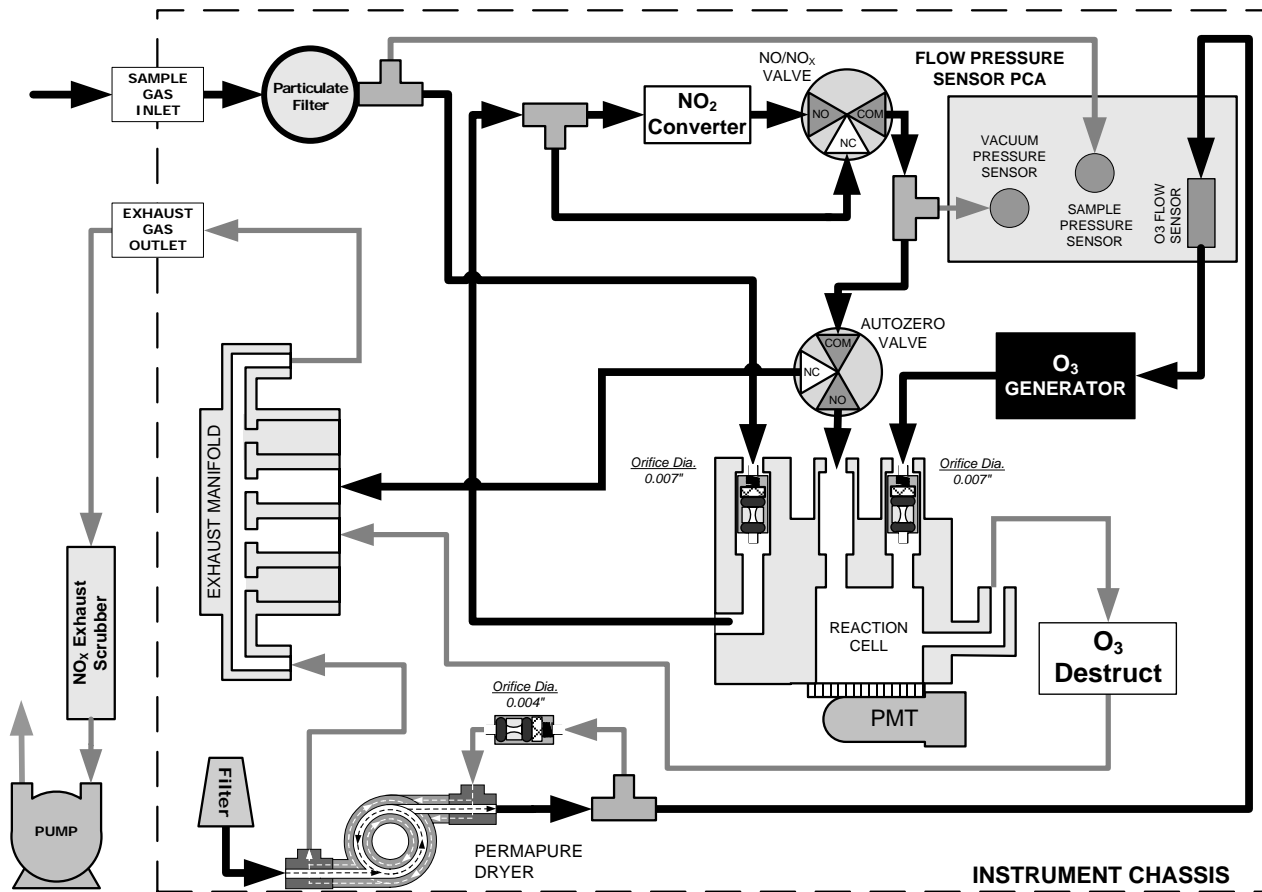 SAMPLE
GAS
INLET
Particulate
Filter
NO/NOX
VALVE
FLOW PRESSURE
SENSOR PCA
NO2
Converter
NO
COM
NC
VACUUM
PRESSURE
SENSOR
SAMPLE
PRESSURE
SENSOR
O3 FLOW
SENSOR
EXHAUST
GAS
OUTLET
AUTOZERO
VALVE
COM
NC
NO
O3
GENERATOR
EXHAUST MANIFOLD
Orifice Dia.
0.007"
Orifice Dia.
0.007"
NOX Exhaust
Scrubber
REACTION
CELL
O3
Destruct
PMT
Orifice Dia.
0.004"
Filter
PUMP
PERMAPURE
DRYER
INSTRUMENT CHASSIS